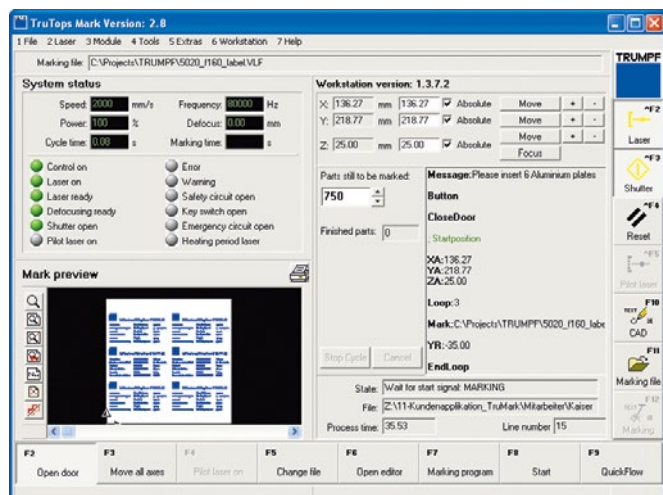 TruTops Mark Version: 2.8
1 File 2 Laser 3 Module 4 Tools 5 Extras 6 Workstation 7 Help
Marking file: C:\Projects\TRUMPF\5020_f160_label.VLF
TRUMPF
System status
Speed: 2000 mm/s Frequency: 80000 Hz
Power: 100 % Defocus: 0.00 mm
Cycle time: 0.08 s Marking time: s
Control on Error
Laser on Warning
Laser ready Safety circuit open
Defocusing ready Key switch open
Shutter open Emergency circuit open
Pilot laser on Heating period laser
Mark preview
Workstation version: 1.3.7.2
X: 136.27 mm 136.27 Absolute Move + -
Y: 218.77 mm 218.77 Absolute Move + -
Z: 25.00 mm 25.00 Absolute Move + -
Focus
Parts still to be marked:
750
Finished parts: 0
Stop Cycle Cancel
Message:Please insert 6 Aluminium plates
Button
CloseDoor
; Startposition
XA:136.27
YA:218.77
ZA:25.00
Loop:3
Mark:C:\Projects\TRUMPF\5020_f160_labe
YR:-35.00
EndLoop
State: Wait for start signal: MARKING
File: Z:\11-Kundenapplikation_TruMark\Mitarbeiter\Kaiser
Process time: 35.53 Line number 15
^F2
Laser
^F3
Shutter
^F4
Reset
^F5
Pilot laser
F10
TEXT
CAD
F11
Marking file
F12
TEXT
Marking
F2 Open door
F3 Move all axes
F4 Pilot laser on
F5 Change file
F6 Open editor
F7 Marking program
F8 Start
F9 QuickFlow